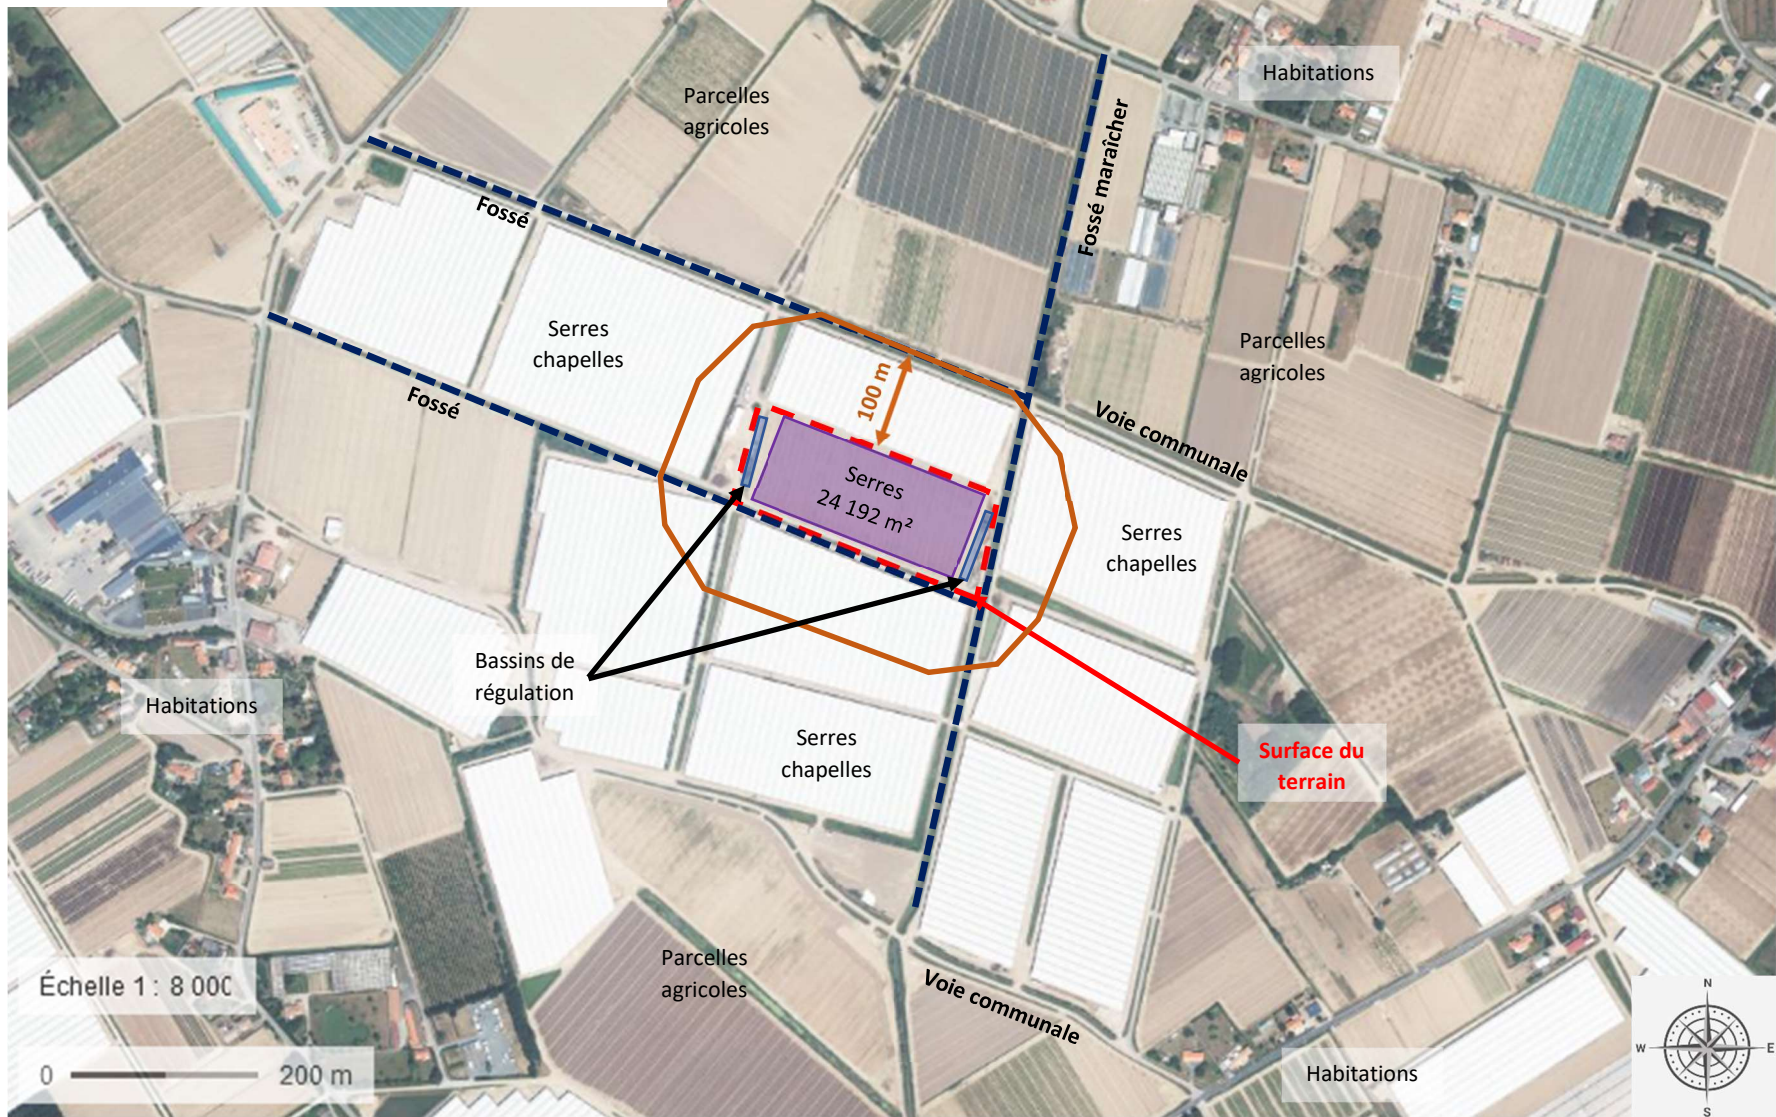 Habitations
Parcelles
agricoles
Fossé maraîcher
Fossé
Serres
chapelles
Parcelles
agricoles
100 m
Fossé
Voie communale
Serres
24 192 m²
Serres
chapelles
Bassins de
régulation
Habitations
Serres
chapelles
Surface du
terrain
Parcelles
agricoles
Échelle 1 : 8 000
Voie communale
0 200 m
Habitations
N
W E
S